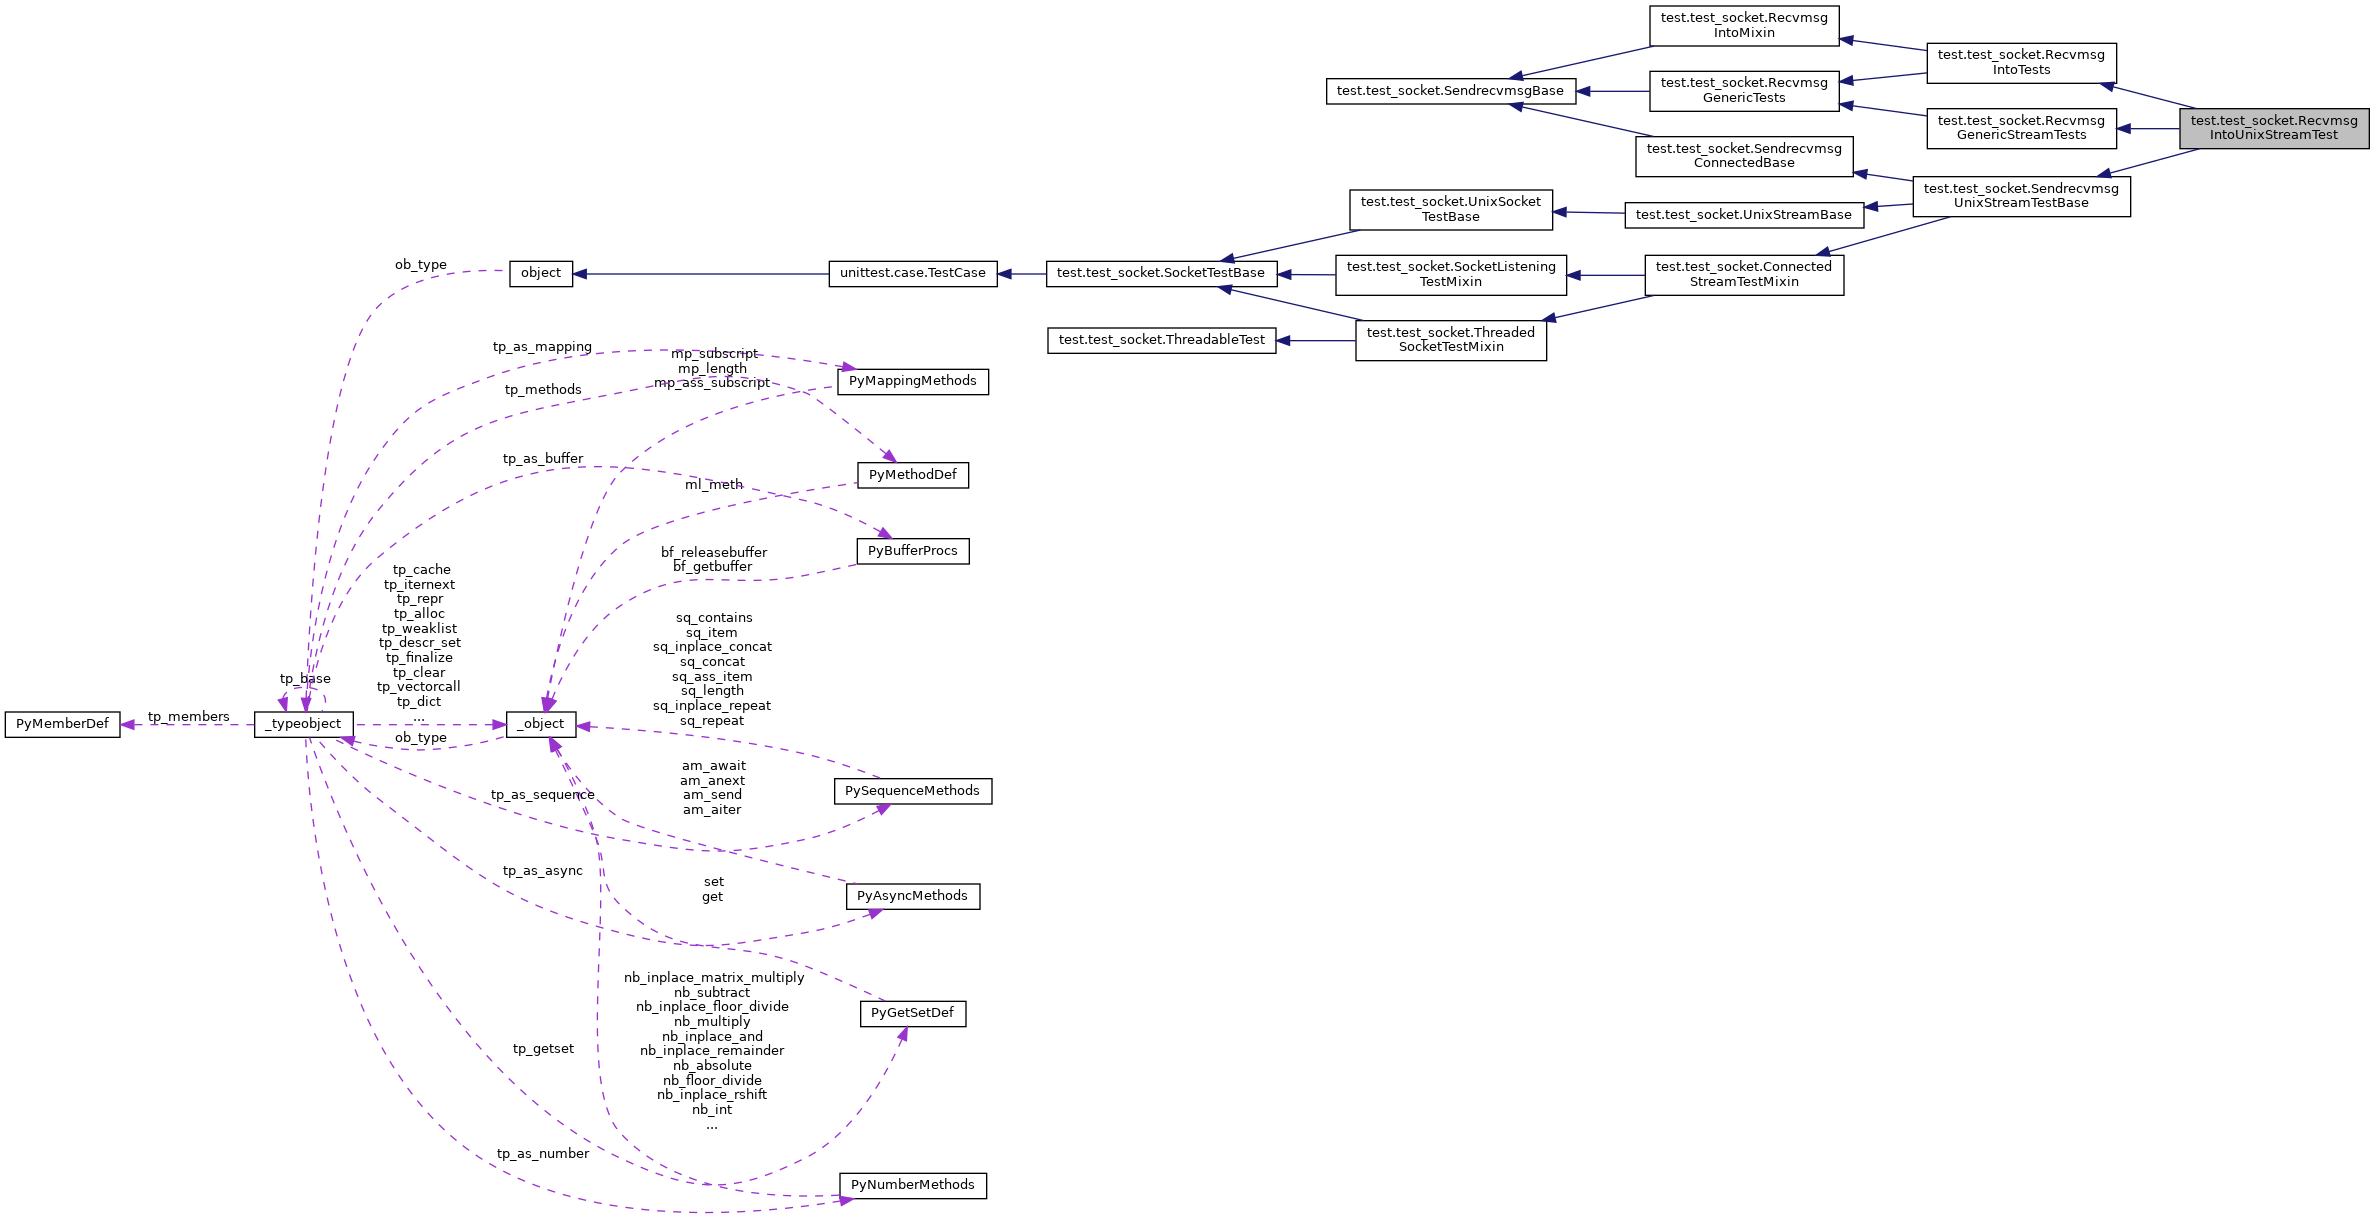 test.test_socket.Recvmsg
IntoMixin
test.test_socket.Recvmsg
IntoTests
test.test_socket.SendrecvmsgBase
test.test_socket.Recvmsg
GenericTests
test.test_socket.Recvmsg
GenericStreamTests
test.test_socket.Recvmsg
IntoUnixStreamTest
test.test_socket.Sendrecvmsg
ConnectedBase
test.test_socket.Sendrecvmsg
UnixStreamTestBase
test.test_socket.UnixSocket
TestBase
test.test_socket.UnixStreamBase
ob_type
object
unittest.case.TestCase
test.test_socket.SocketTestBase
test.test_socket.SocketListening
TestMixin
test.test_socket.Connected
StreamTestMixin
test.test_socket.ThreadableTest
test.test_socket.Threaded
SocketTestMixin
tp_as_mapping
mp_subscript
mp_length
mp_ass_subscript
PyMappingMethods
tp_methods
tp_as_buffer
ml_meth
PyMethodDef
bf_releasebuffer
bf_getbuffer
PyBufferProcs
tp_cache
tp_iternext
tp_repr
tp_alloc
tp_weaklist
tp_descr_set
tp_finalize
tp_clear
tp_vectorcall
tp_dict
...
sq_contains
sq_item
sq_inplace_concat
sq_concat
sq_ass_item
sq_length
sq_inplace_repeat
sq_repeat
tp_base
PyMemberDef
tp_members
_typeobject
_object
ob_type
am_await
am_anext
am_send
am_aiter
tp_as_sequence
PySequenceMethods
tp_as_async
set
get
PyAsyncMethods
nb_inplace_matrix_multiply
nb_subtract
nb_inplace_floor_divide
nb_multiply
nb_inplace_and
nb_inplace_remainder
nb_absolute
nb_floor_divide
nb_inplace_rshift
nb_int
...
PyGetSetDef
tp_getset
tp_as_number
PyNumberMethods